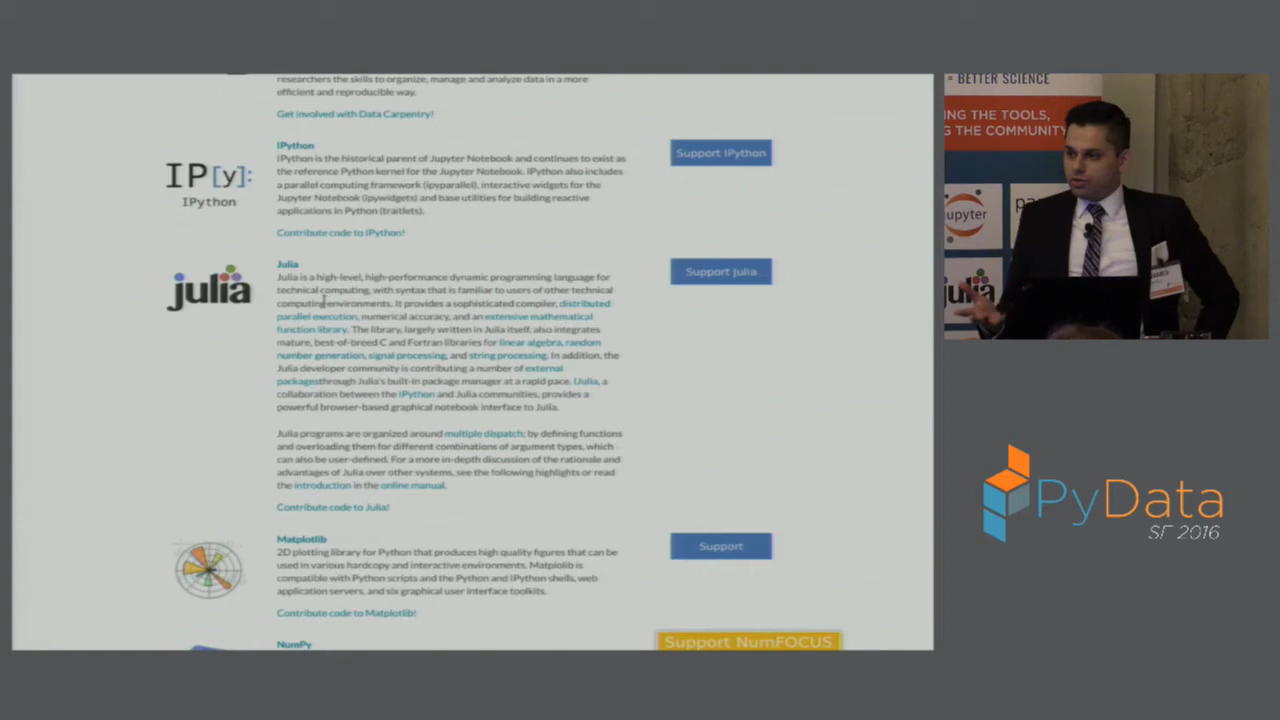 researchers the skills to organize, manage and analyze data in a more
efficient and reproducible way.
Get involved with Data Carpentry!
IP[y]:
IPython
IPython
IPython is the historical parent of Jupyter Notebook and continues to exist as
the reference Python kernel for the Jupyter Notebook. IPython also includes
a parallel computing framework (ipyparallel), interactive widgets for the
Jupyter Notebook (ipywidgets) and base utilities for building reactive
applications in Python (traitlets).
Contribute code to IPython!
Support IPython
julia
Julia
Julia is a high-level, high-performance dynamic programming language for
technical computing, with syntax that is familiar to users of other technical
computing environments. It provides a sophisticated compiler, distributed
parallel execution, numerical accuracy, and an extensive mathematical
function library. The library, largely written in Julia itself, also integrates
mature, best-of-breed C and Fortran libraries for linear algebra, random
number generation, signal processing, and string processing. In addition, the
Julia developer community is contributing a number of external
packagesthrough Julia's built-in package manager at a rapid pace. IJulia, a
collaboration between the IPython and Julia communities, provides a
powerful browser-based graphical notebook interface to Julia.
Julia programs are organized around multiple dispatch; by defining functions
and overloading them for different combinations of argument types, which
can also be user-defined. For a more in-depth discussion of the rationale and
advantages of Julia over other systems, see the following highlights or read
the introduction in the online manual.
Contribute code to Julia!
Support Julia
Matplotlib
2D plotting library for Python that produces high quality figures that can be
used in various hardcopy and interactive environments. Matplolib is
compatible with Python scripts and the Python and IPython shells, web
application servers, and six graphical user interface toolkits.
Contribute code to Matplotlib!
Support
NumPy
Support NumFOCUS
= BETTER SCIENCE
ING THE TOOLS,
G THE COMMUNITY
jupyter
pa
julia
PyData
SF 2016